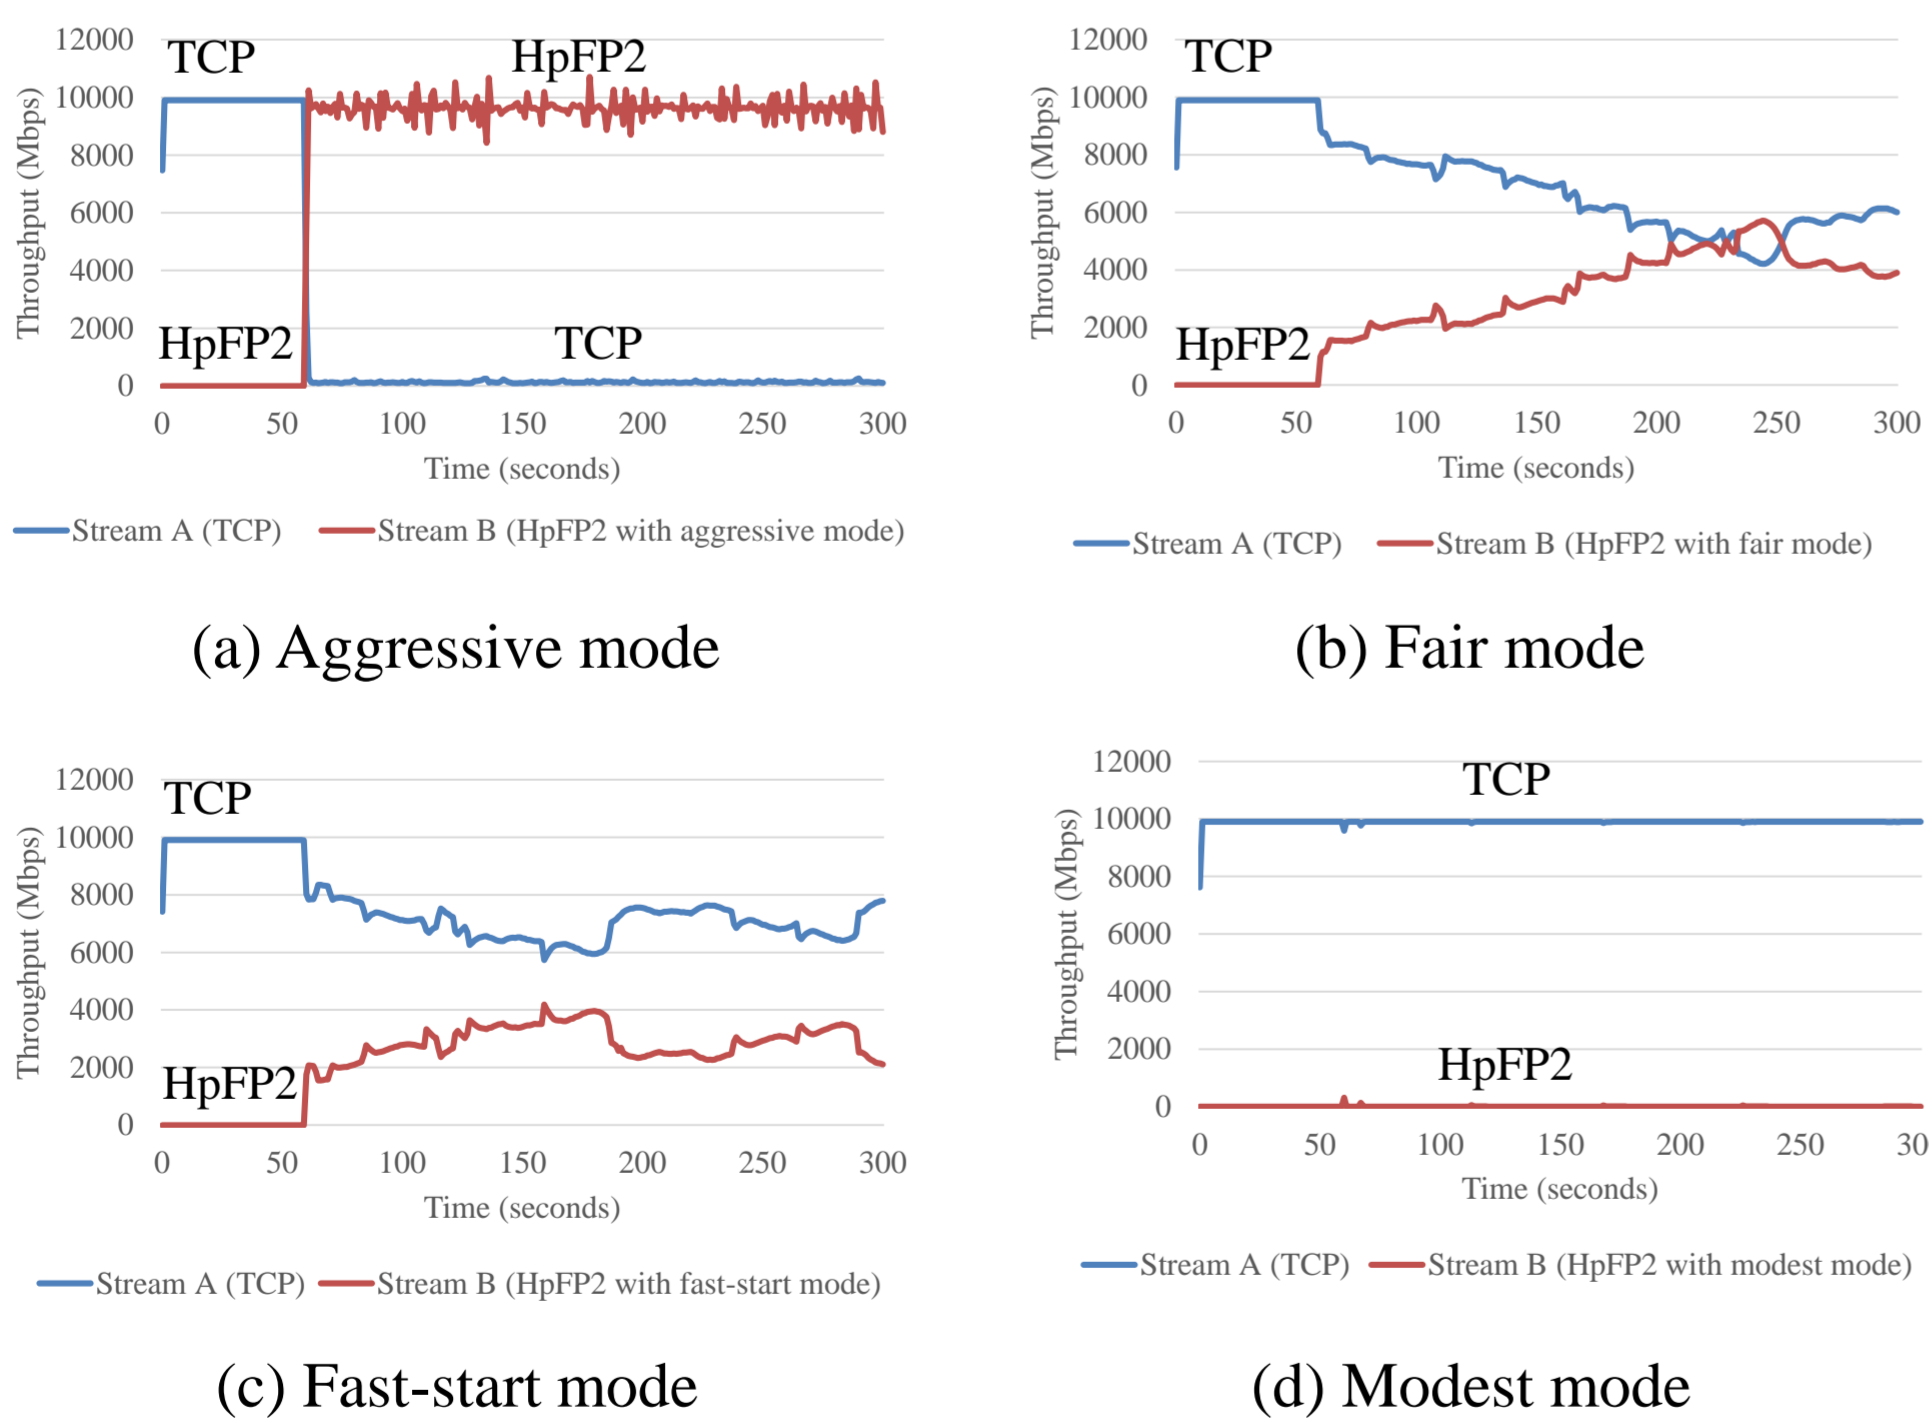 12000
10000
8000
6000
4000
2000
0
Throughput (Mbps)
TCP
HpFP2
HpFP2
TCP
0 50 100 150 200 250 300
Time (seconds)
Stream A (TCP) Stream B (HpFP2 with aggressive mode)
(a) Aggressive mode
12000
10000
8000
6000
4000
2000
0
Throughput (Mbps)
TCP
HpFP2
0 50 100 150 200 250 300
Time (seconds)
Stream A (TCP) Stream B (HpFP2 with fair mode)
(b) Fair mode
12000
10000
8000
6000
4000
2000
0
Throughput (Mbps)
TCP
HpFP2
0 50 100 150 200 250 300
Time (seconds)
Stream A (TCP) Stream B (HpFP2 with fast-start mode)
(c) Fast-start mode
12000
10000
8000
6000
4000
2000
0
Throughput (Mbps)
TCP
HpFP2
0 50 100 150 200 250 30
Time (seconds)
Stream A (TCP) Stream B (HpFP2 with modest mode)
(d) Modest mode